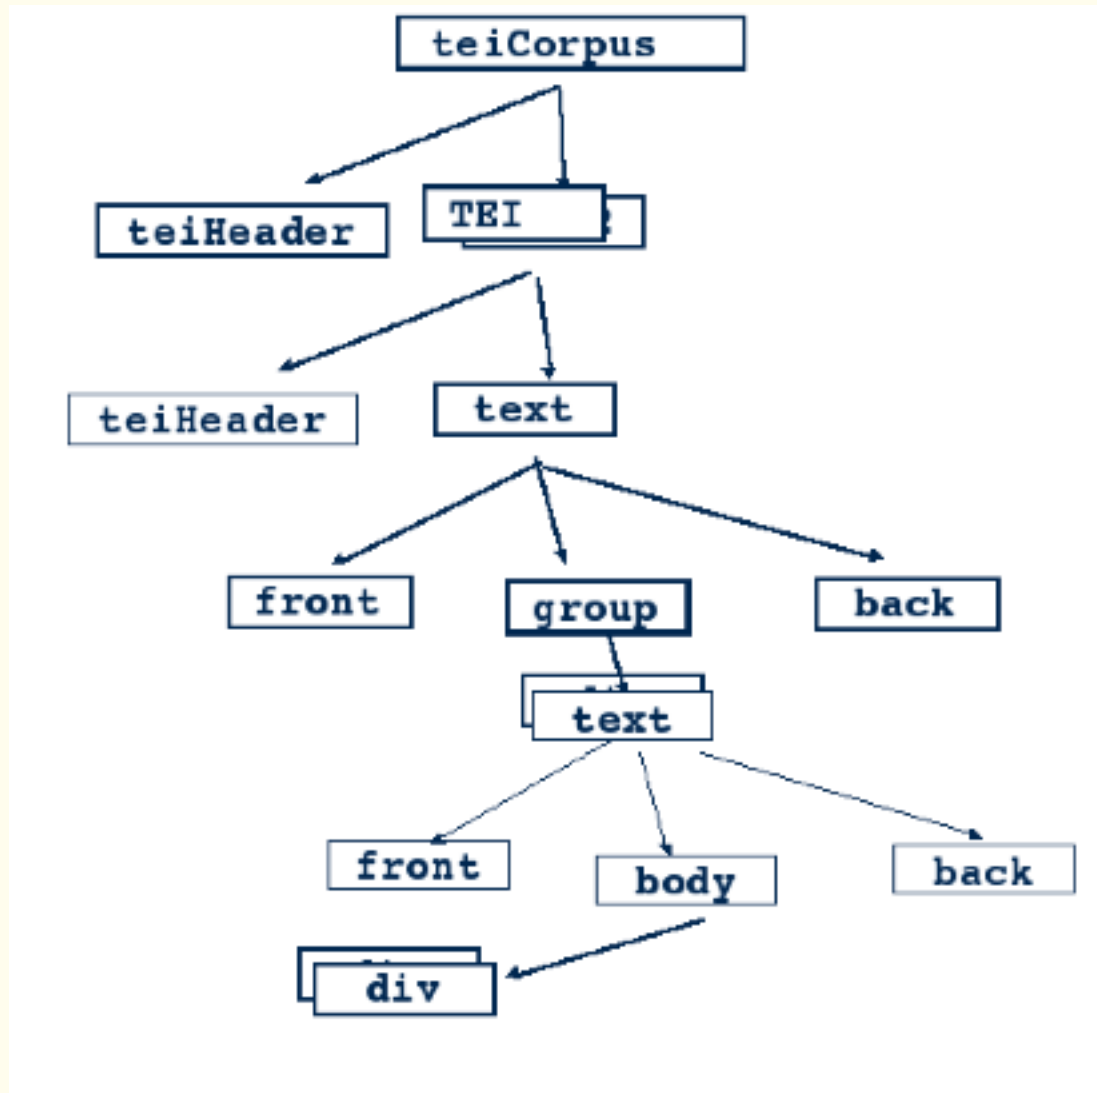 teiCorpus
teiHeader
TEI
teiHeader
text
front
group
back
text
front
body
back
div